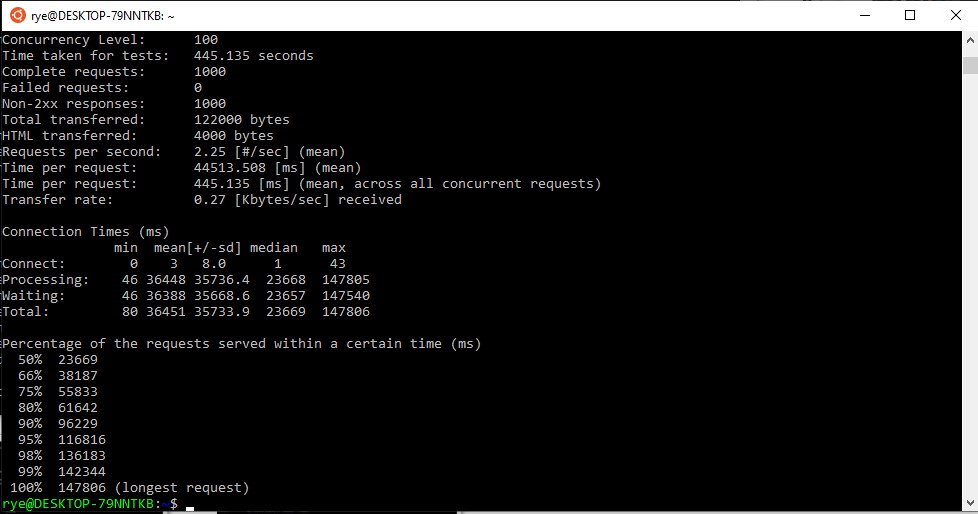 rye@DESKTOP-79NNTKB: ~
Concurrency Level:      100
Time taken for tests:   445.135 seconds
Complete requests:      1000
Failed requests:        0
Non-2xx responses:      1000
Total transferred:      122000 bytes
HTML transferred:       4000 bytes
Requests per second:    2.25 [#/sec] (mean)
Time per request:       44513.508 [ms] (mean)
Time per request:       445.135 [ms] (mean, across all concurrent requests)
Transfer rate:          0.27 [Kbytes/sec] received
Connection Times (ms)
              min  mean[+/-sd] median   max
Connect:        0    3   8.0      1      43
Processing:    46 36448 35736.4  23668  147805
Waiting:       46 36388 35668.6  23657  147540
Total:         80 36451 35733.9  23669  147806
Percentage of the requests served within a certain time (ms)
  50%  23669
  66%  38187
  75%  55833
  80%  61642
  90%  96229
  95%  116816
  98%  136183
  99%  142344
 100%  147806 (longest request)
rye@DESKTOP-79NNTKB:~$